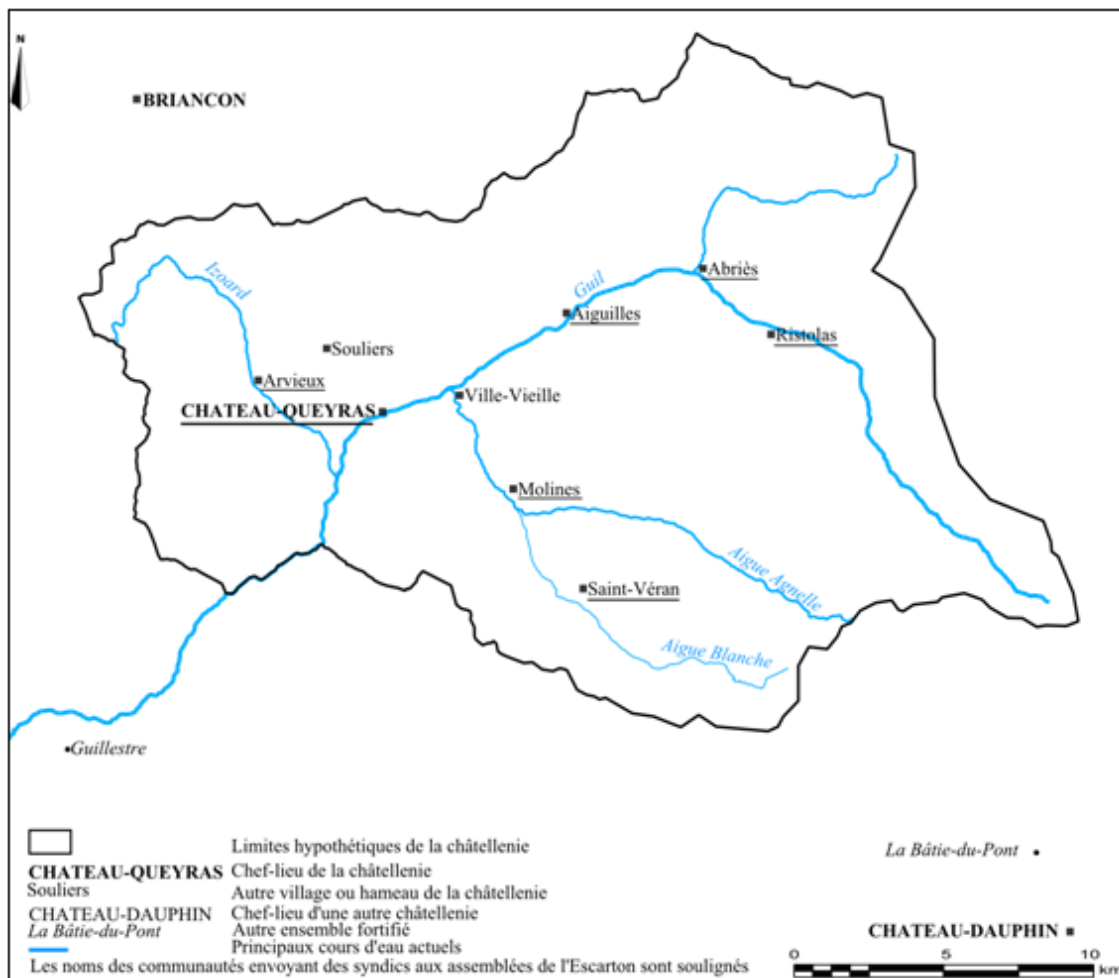 N
BRIANCON
Izoard
Guil
Abriès
Aiguilles
Ristolas
Souliers
Arvieux
Ville-Vieille
CHATEAU-QUEYRAS
Molines
Aigue Agnelle
Saint-Véran
Aigue Blanche
Guillestre
Limites hypothétiques de la châtellenie
La Bâtie-du-Pont
CHATEAU-QUEYRAS Chef-lieu de la châtellenie
Souliers Autre village ou hameau de la châtellenie
CHATEAU-DAUPHIN Chef-lieu d'une autre châtellenie
La Bâtie-du-Pont Autre ensemble fortifié
CHATEAU-DAUPHIN
Principaux cours d'eau actuels
0 5 10
Les noms des communautés envoyant des syndics aux assemblées de l'Escarton sont soulignés